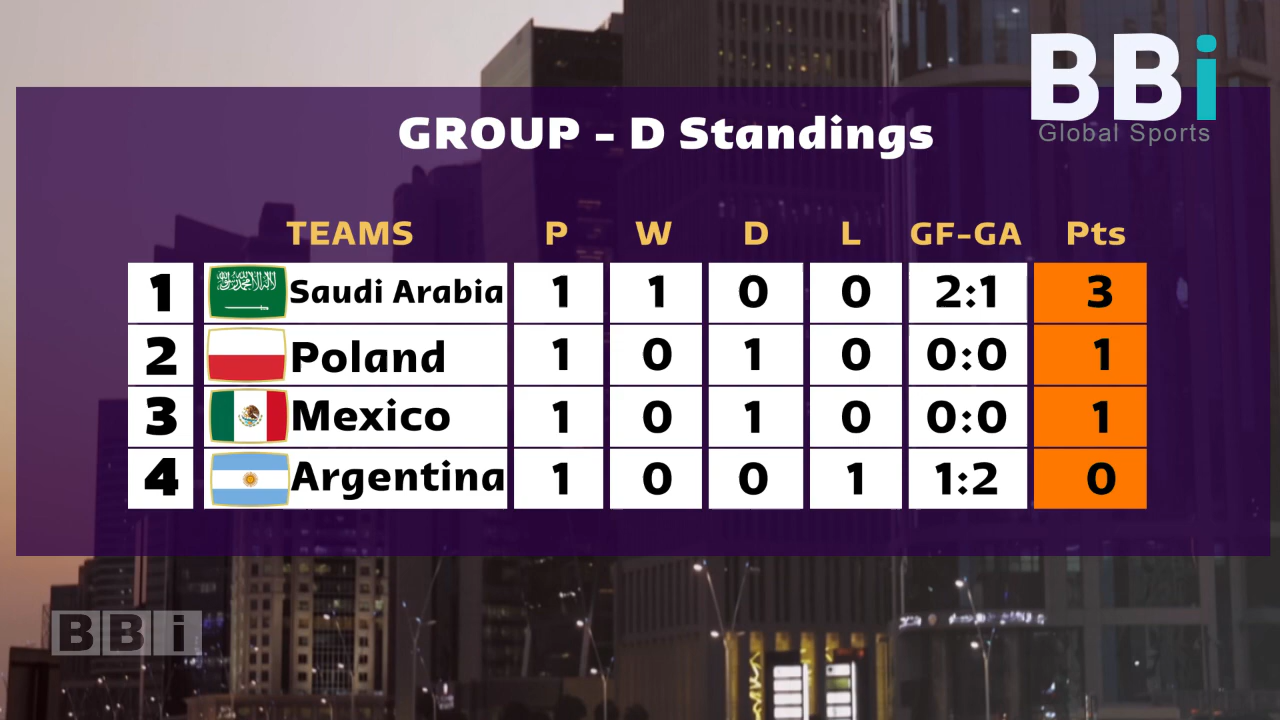 BBi
Global Sports
GROUP - D Standings
TEAMS P W D L GF-GA Pts
1 Saudi Arabia 1 1 0 0 2:1 3
2 Poland 1 0 1 0 0:0 1
3 Mexico 1 0 1 0 0:0 1
4 Argentina 1 0 0 1 1:2 0
BBi